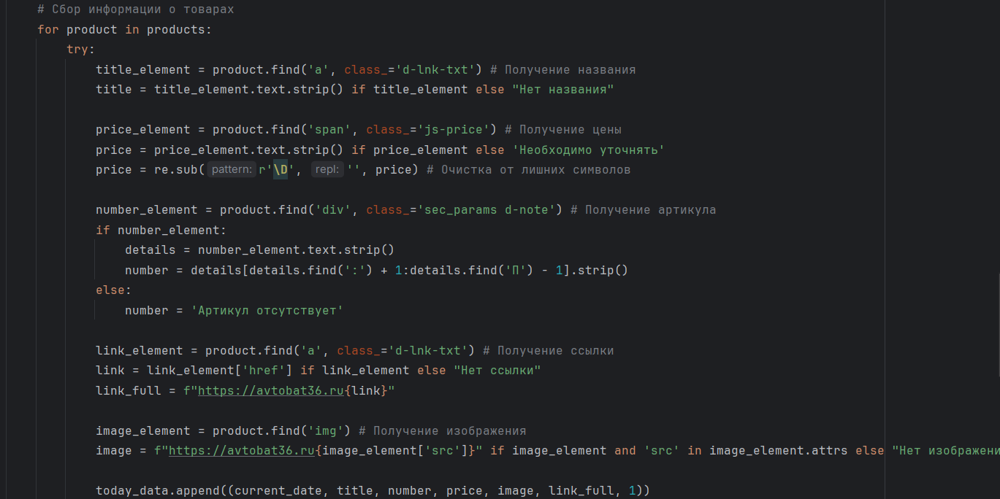 # Сбор информации о товарах
for product in products:
try:
title_element = product.find('a', class_='d-lnk-txt') # Получение названия
title = title_element.text.strip() if title_element else "Нет названия"
price_element = product.find('span', class_='js-price') # Получение цены
price = price_element.text.strip() if price_element else 'Необходимо уточнять'
price = re.sub( pattern: r'\D', repl: '', price) # Очистка от лишних символов
number_element = product.find('div', class_='sec_params d-note') # Получение артикула
if number_element:
details = number_element.text.strip()
number = details[details.find(':') + 1:details.find('П') - 1].strip()
else:
number = 'Артикул отсутствует'
link_element = product.find('a', class_='d-lnk-txt') # Получение ссылки
link = link_element['href'] if link_element else "Нет ссылки"
link_full = f"https://avtobat36.ru{link}"
image_element = product.find('img') # Получение изображения
image = f"https://avtobat36.ru{image_element['src']}" if image_element and 'src' in image_element.attrs else "Нет изображени
today_data.append((current_date, title, number, price, image, link_full, 1))